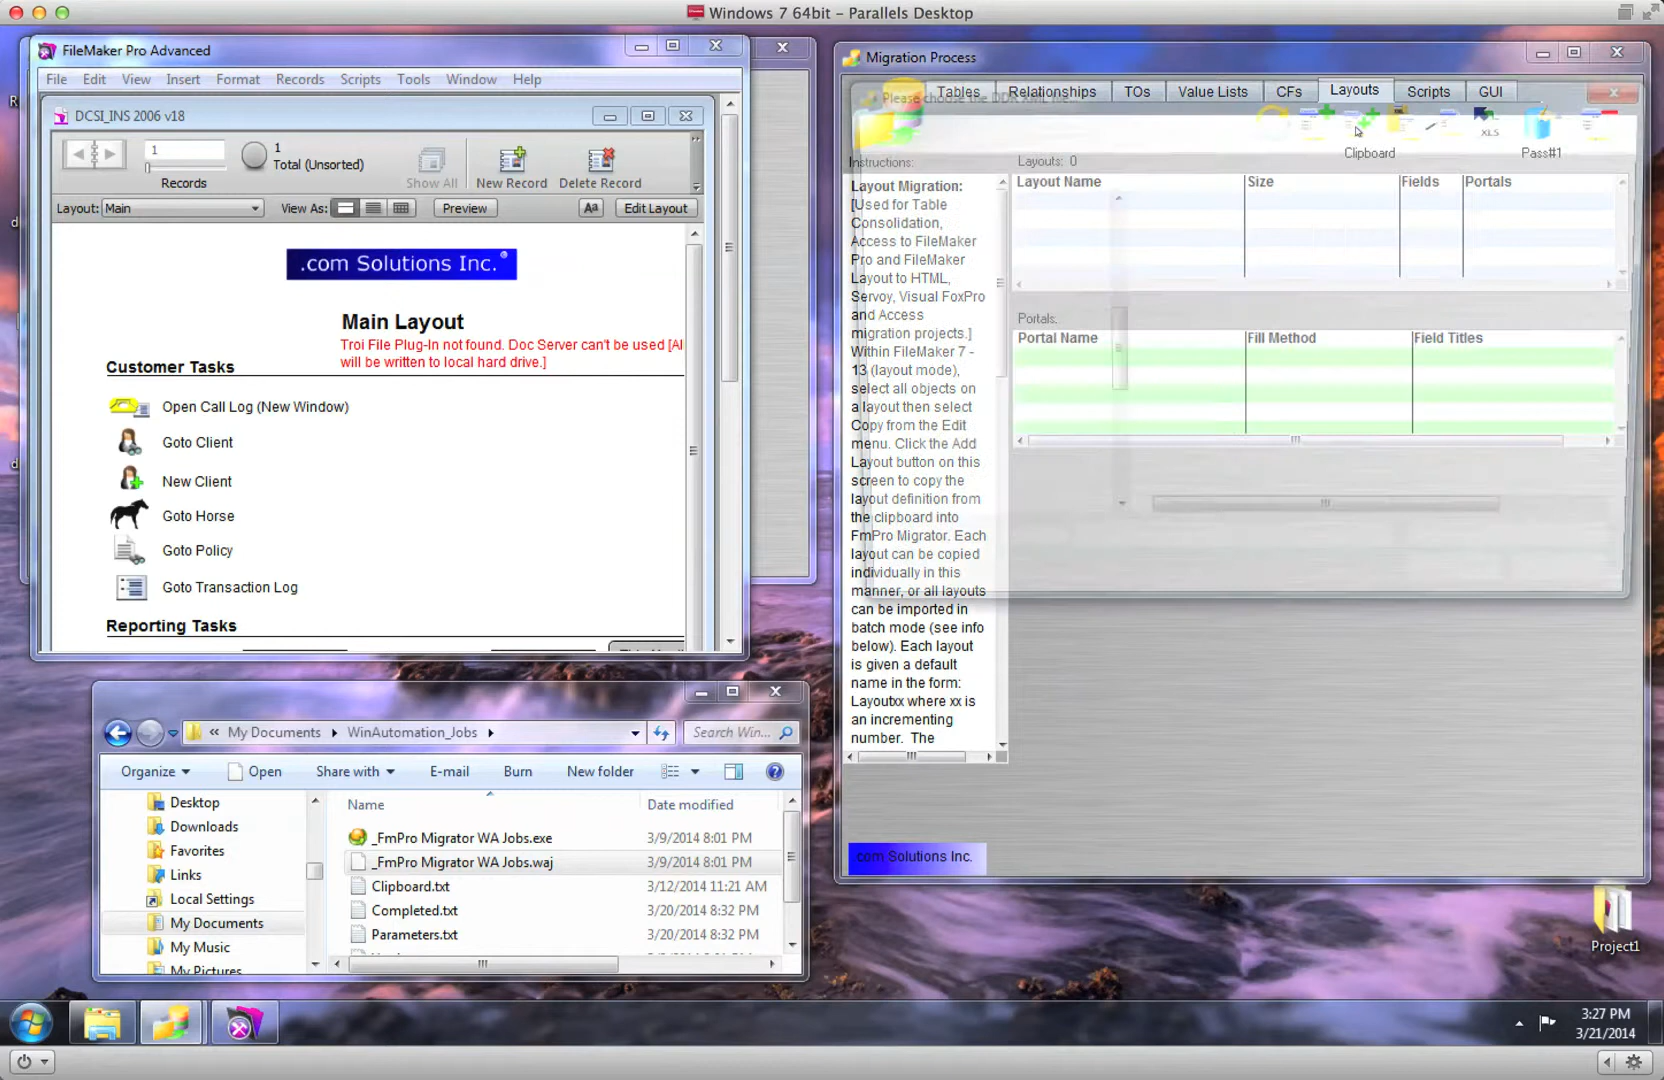 Windows 7 64bit - Parallels Desktop
FileMaker Pro Advanced
File Edit View Insert Format Records Scripts Tools Window Help
DCSI_INS 2006 v18
1
1
Total (Unsorted)
Records
Show All
New Record
Delete Record
Layout: Main
View As:
Preview
Aa
Edit Layout
.com Solutions Inc.®
Main Layout
Troi File Plug-In not found. Doc Server can't be used [Al
will be written to local hard drive.]
Customer Tasks
Open Call Log (New Window)
Goto Client
New Client
Goto Horse
Goto Policy
Goto Transaction Log
Reporting Tasks
« My Documents WinAutomation_Jobs
Search Win...
Organize
Open
Share with
E-mail
Burn
New folder
Desktop
Downloads
Favorites
Links
Local Settings
My Documents
My Music
My Pictures
Name
Date modified
_FmPro Migrator WA Jobs.exe 3/9/2014 8:01 PM
_FmPro Migrator WA Jobs.waj 3/9/2014 8:01 PM
Clipboard.txt 3/12/2014 11:21 AM
Completed.txt 3/20/2014 8:32 PM
Parameters.txt 3/20/2014 8:32 PM
Migration Process
Tables Relationships TOs Value Lists CFs Layouts Scripts GUI
Please choose the DDR XML file...
XLS
Clipboard
Pass#1
Instructions:
Layout Migration:
[Used for Table
Consolidation,
Access to FileMaker
Pro and FileMaker
Layout to HTML,
Servoy, Visual FoxPro
and Access
migration projects.]
Within FileMaker 7 -
13 (layout mode),
select all objects on
a layout then select
Copy from the Edit
menu. Click the Add
Layout button on this
screen to copy the
layout definition from
the clipboard into
FmPro Migrator. Each
layout can be copied
individually in this
manner, or all layouts
can be imported in
batch mode (see info
below). Each layout
is given a default
name in the form:
Layoutxx where xx is
an incrementing
number. The
Layouts: 0
Layout Name Size Fields Portals
Portals.
Portal Name Fill Method Field Titles
com Solutions Inc.
Project1
3:27 PM
3/21/2014